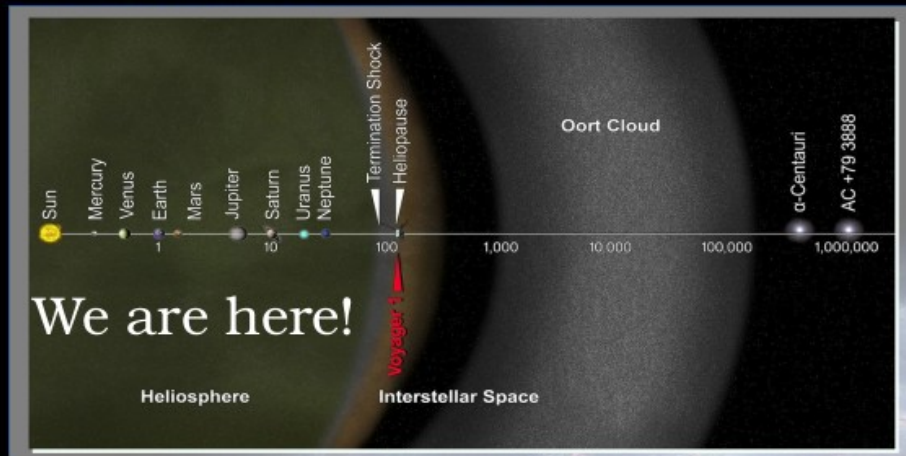 Sun
Mercury
Venus
Earth
Mars
Jupiter
Saturn
Uranus
Neptune
Termination Shock
Heliopause
Oort Cloud
α-Centauri
AC +79 3888
1
10
100
1,000
10,000
100,000
1,000,000
We are here!
Voyager 1
Heliosphere
Interstellar Space